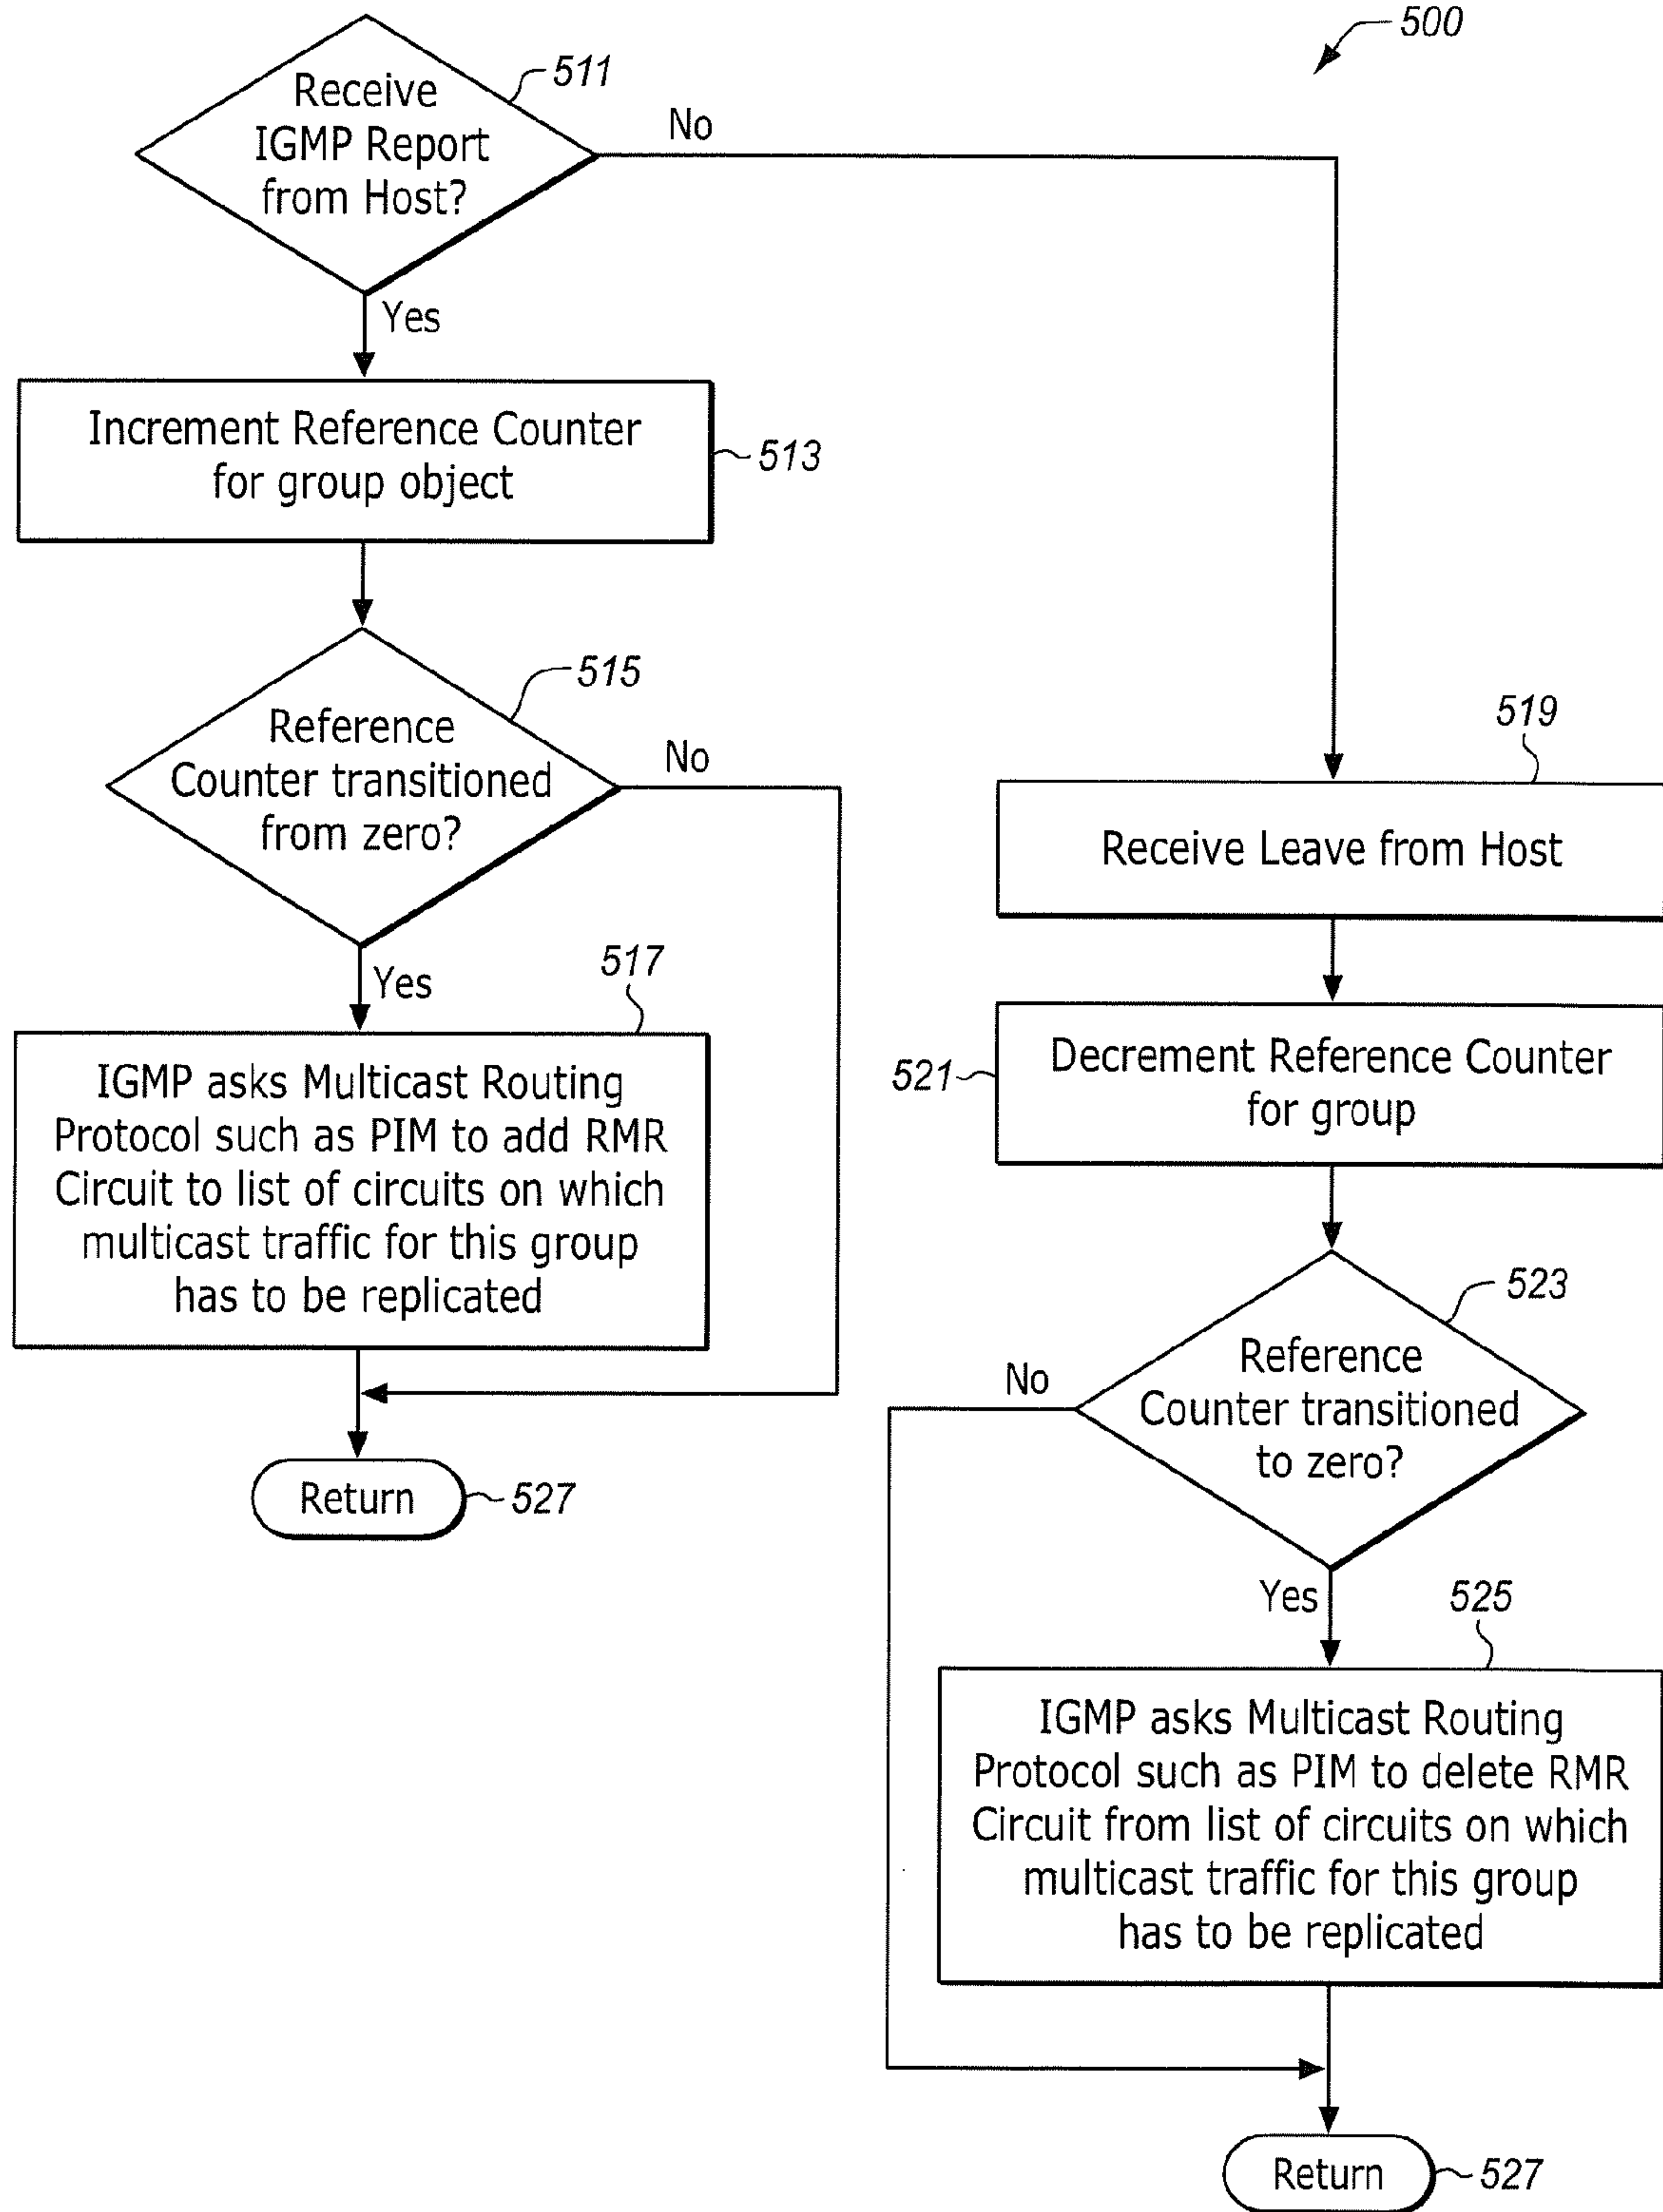 500
Receive
IGMP Report
from Host?
511
No
Yes
Increment Reference Counter
for group object
513
Reference
Counter transitioned
from zero?
515
No
Yes
517
IGMP asks Multicast Routing
Protocol such as PIM to add RMR
Circuit to list of circuits on which
multicast traffic for this group
has to be replicated
Return
527
519
Receive Leave from Host
521
Decrement Reference Counter
for group
523
Reference
Counter transitioned
to zero?
No
Yes
525
IGMP asks Multicast Routing
Protocol such as PIM to delete RMR
Circuit from list of circuits on which
multicast traffic for this group
has to be replicated
Return
527